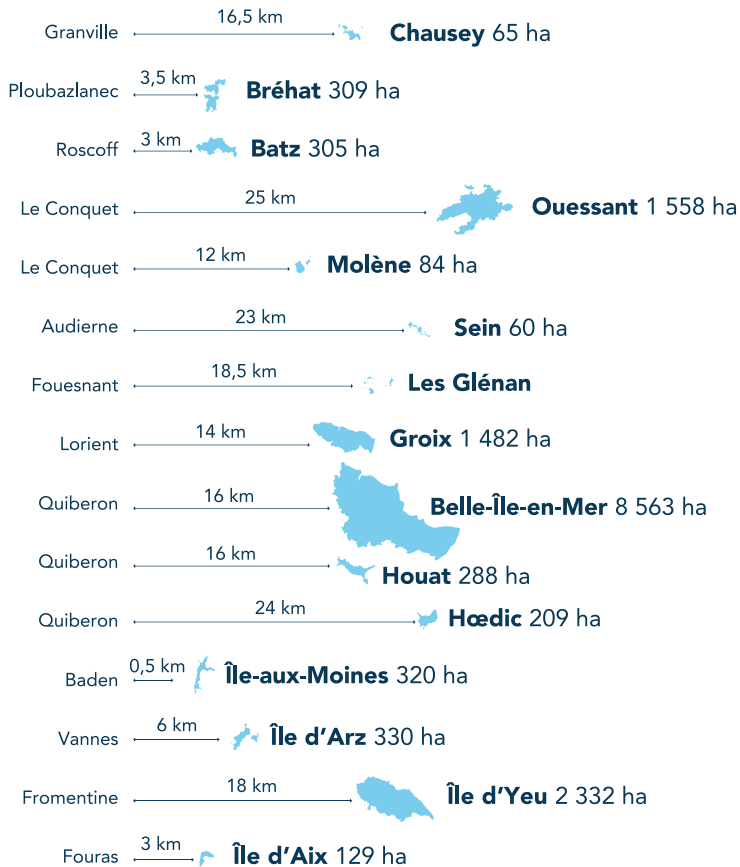 Granville 16,5 km Chausey 65 ha
Ploubazlanec 3,5 km Bréhat 309 ha
Roscoff 3 km Batz 305 ha
Le Conquet 25 km Ouessant 1 558 ha
Le Conquet 12 km Molène 84 ha
Audierne 23 km Sein 60 ha
Fouesnant 18,5 km Les Glénan
Lorient 14 km Groix 1 482 ha
Quiberon 16 km Belle-Île-en-Mer 8 563 ha
Quiberon 16 km Houat 288 ha
Quiberon 24 km Hœdic 209 ha
Baden 0,5 km Île-aux-Moines 320 ha
Vannes 6 km Île d'Arz 330 ha
Fromentine 18 km Île d'Yeu 2 332 ha
Fouras 3 km Île d'Aix 129 ha